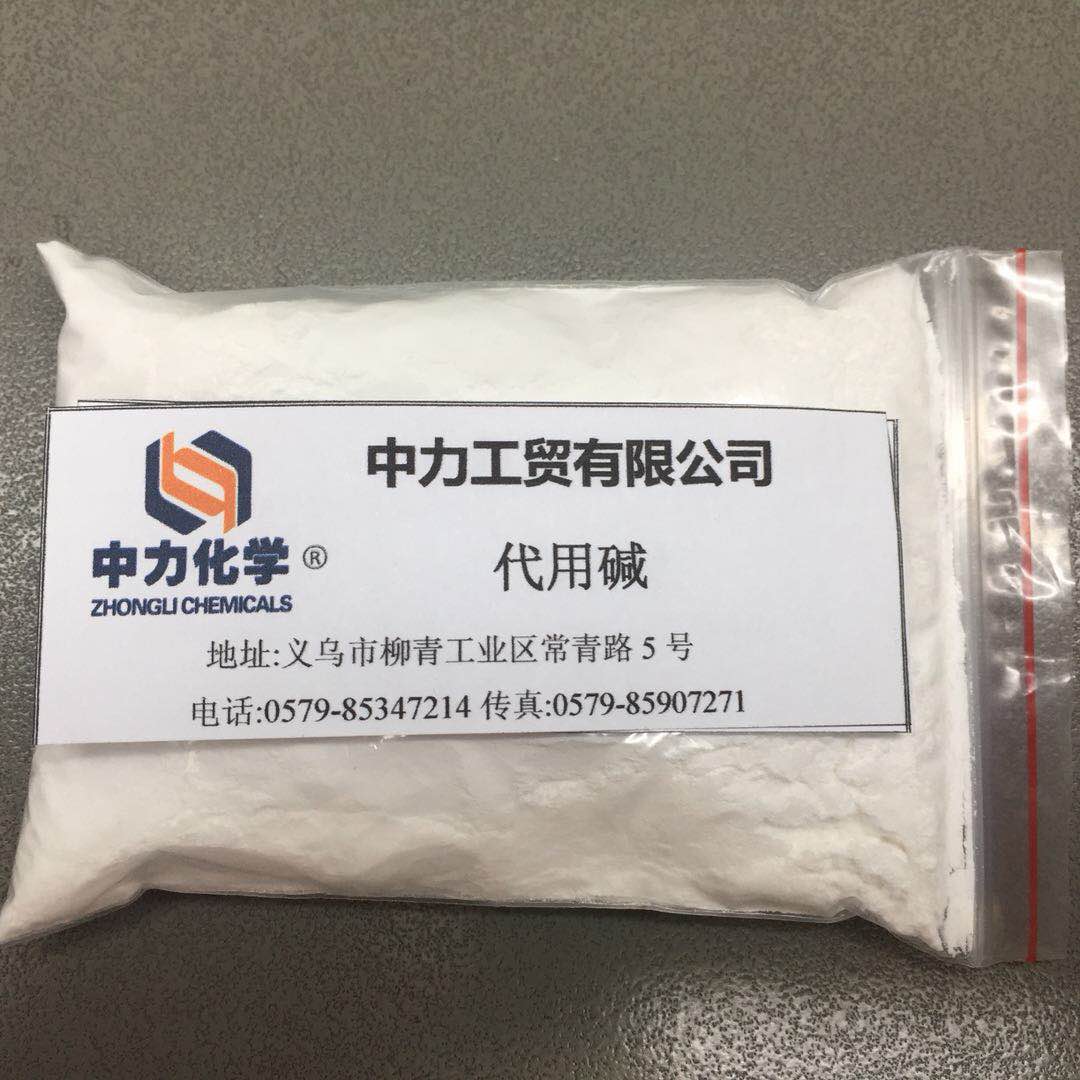 中力工贸有限公司
中力化学®
ZHONGLI CHEMICALS
代用碱
地址:义乌市柳青工业区常青路 5 号
电话:0579-85347214 传真:0579-85907271